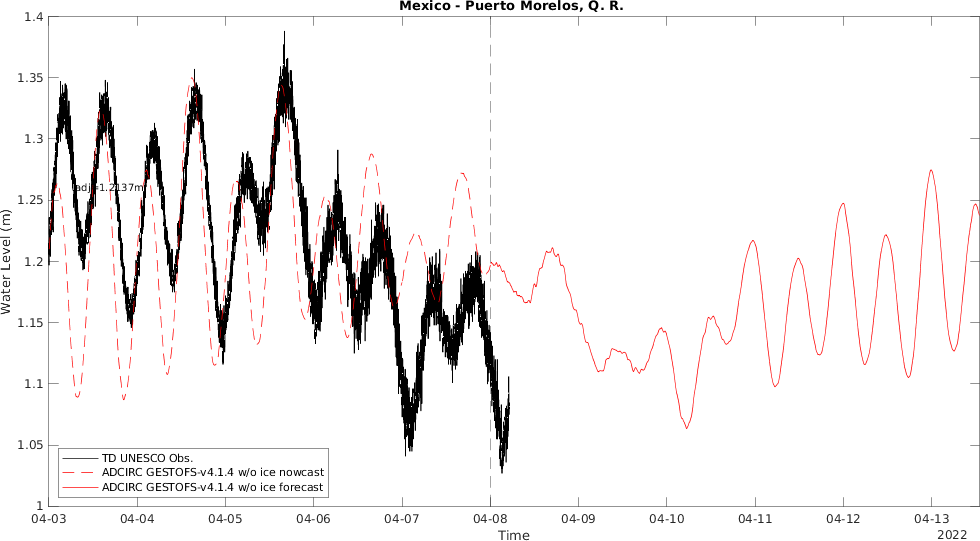 Mexico - Puerto Morelos, Q. R.
1.4
1.35
1.3
1.25
1.2
1.15
1.1
1.05
1
Water Level (m)
adj=1.2137m
TD UNESCO Obs.
ADCIRC GESTOFS-v4.1.4 w/o ice nowcast
ADCIRC GESTOFS-v4.1.4 w/o ice forecast
04-03 04-04 04-05 04-06 04-07 04-08 04-09 04-10 04-11 04-12 04-13
Time
2022